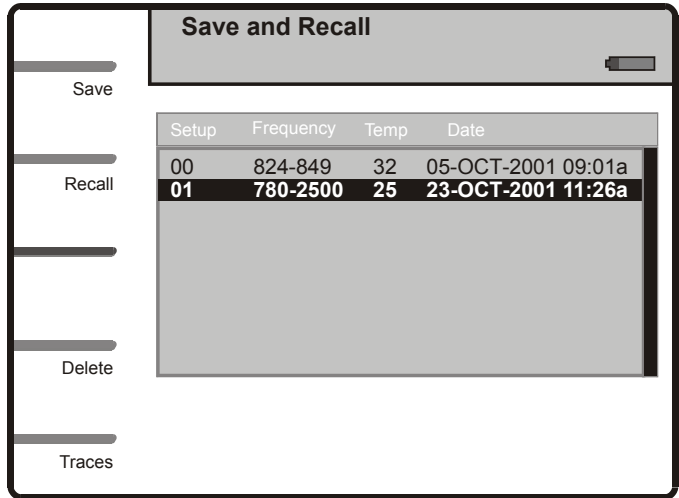 Save and Recall
Save
Setup Frequency Temp Date
00 824-849 32 05-OCT-2001 09:01a
01 780-2500 25 23-OCT-2001 11:26a
Recall
Delete
Traces